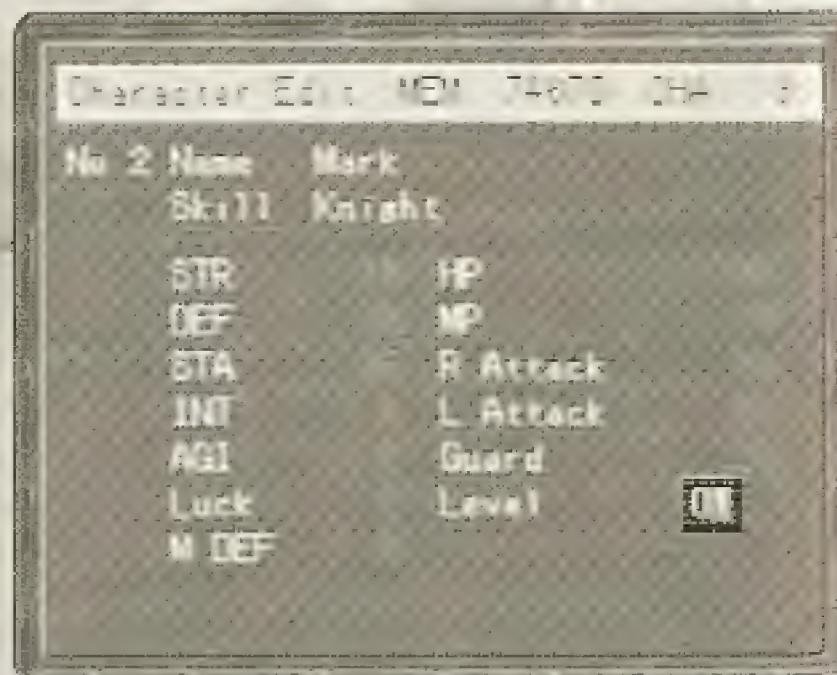 Character Edit
No 2 Name Mark
Skill Knight
STR HP
DEF MP
STA R Attack
INT L Attack
AGI Guard
Luck Level
M DEF